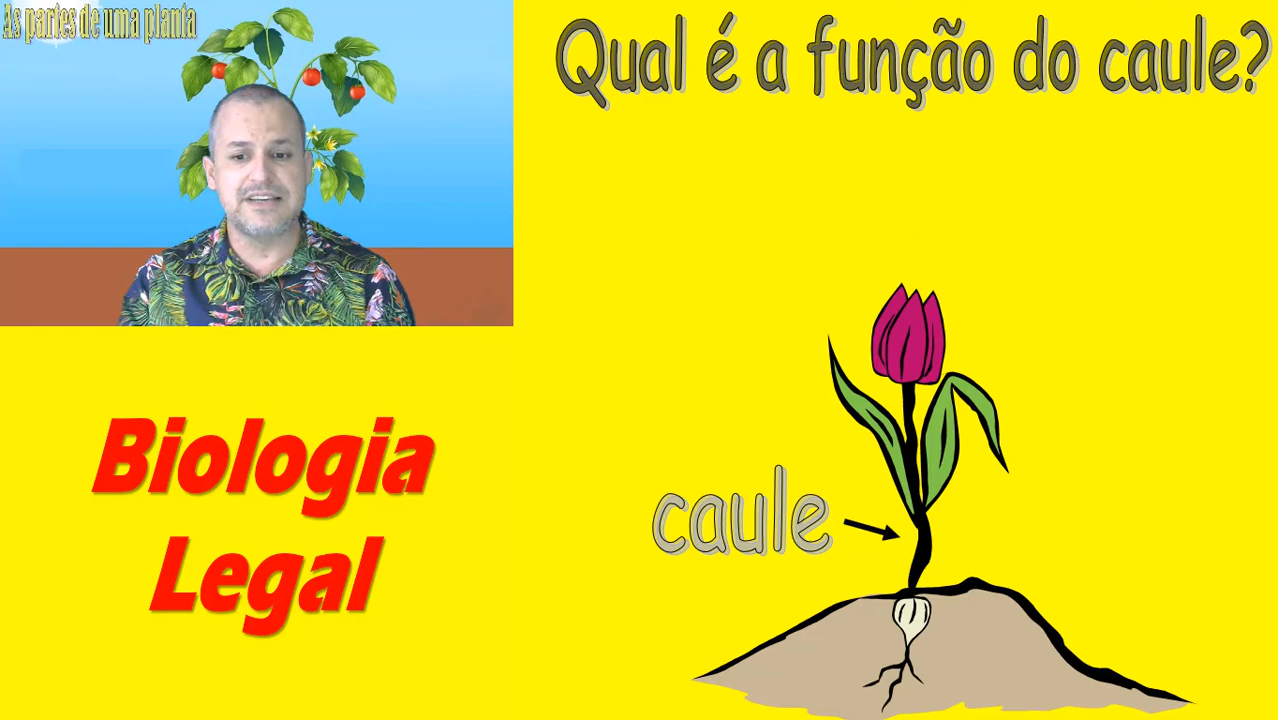 As partes de uma planta
Qual é a função do caule?
Biologia
Legal
caule